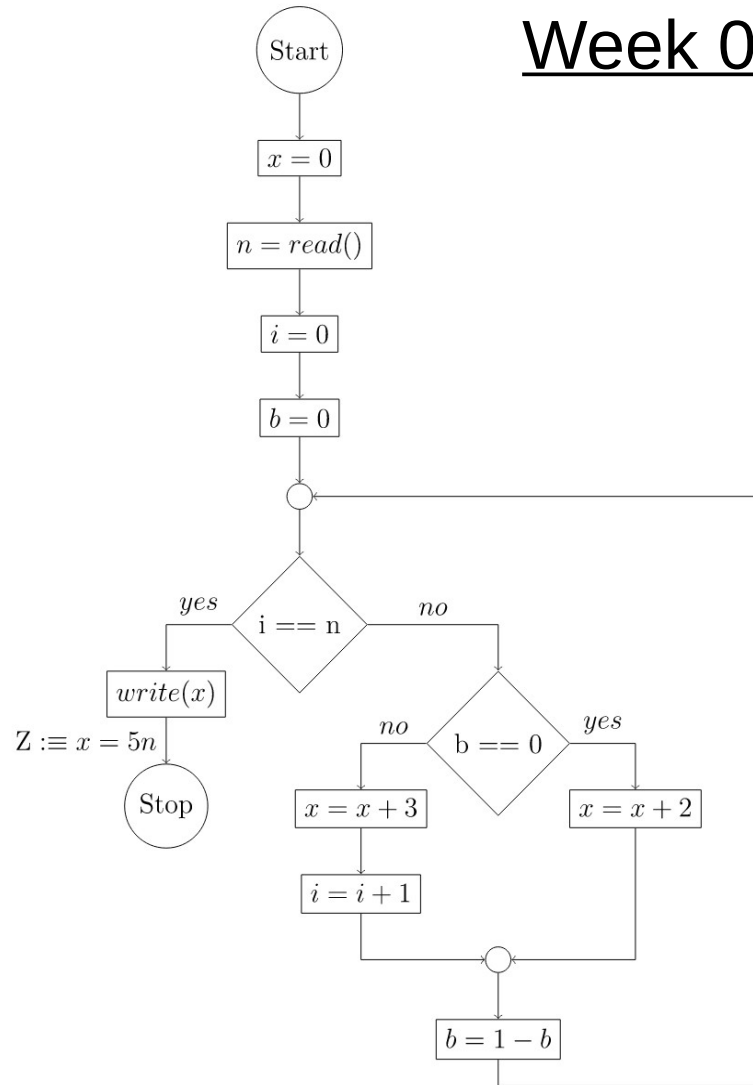 Week 0
Start
x = 0
n = read()
i = 0
b = 0
yes
i == n
no
write(x)
Z :≡ x = 5n
Stop
no
b == 0
yes
x = x + 3
x = x + 2
i = i + 1
b = 1 − b